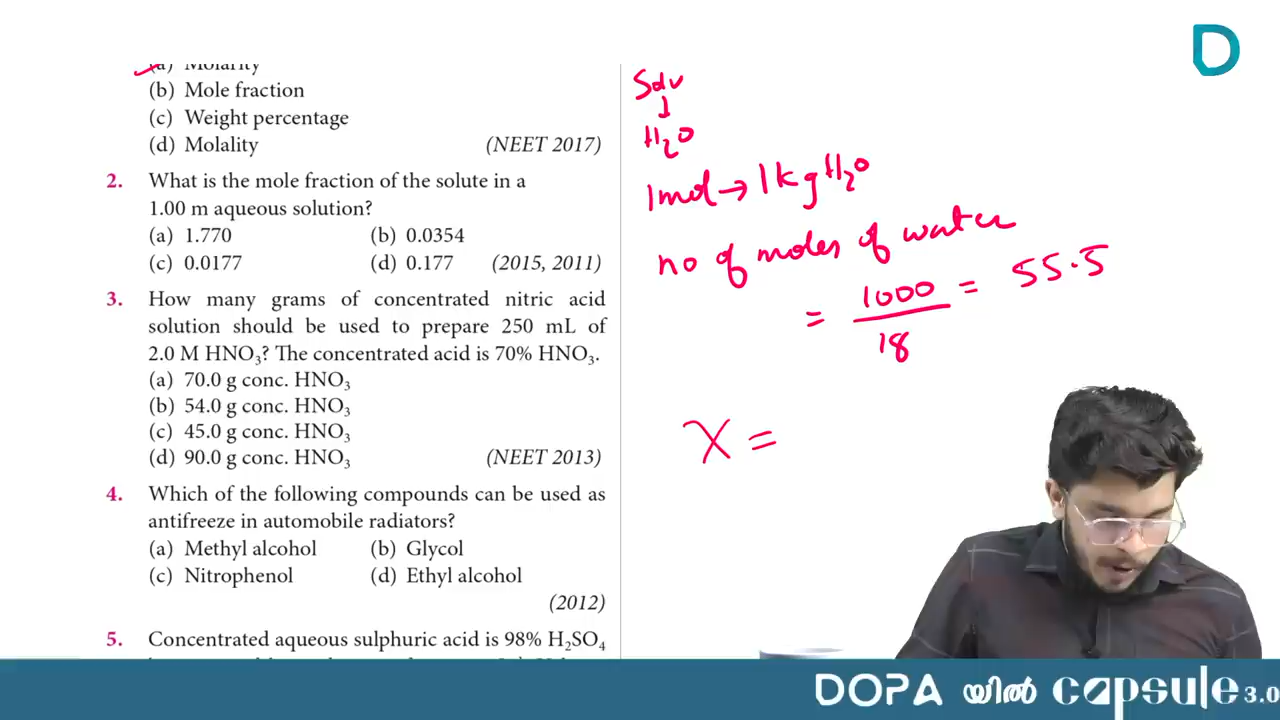 (a) Molarity
(b) Mole fraction
(c) Weight percentage
(d) Molality (NEET 2017)
2. What is the mole fraction of the solute in a
1.00 m aqueous solution?
(a) 1.770 (b) 0.0354
(c) 0.0177 (d) 0.177 (2015, 2011)
3. How many grams of concentrated nitric acid
solution should be used to prepare 250 mL of
2.0 M HNO₃? The concentrated acid is 70% HNO₃.
(a) 70.0 g conc. HNO₃
(b) 54.0 g conc. HNO₃
(c) 45.0 g conc. HNO₃
(d) 90.0 g conc. HNO₃ (NEET 2013)
4. Which of the following compounds can be used as
antifreeze in automobile radiators?
(a) Methyl alcohol (b) Glycol
(c) Nitrophenol (d) Ethyl alcohol
(2012)
5. Concentrated aqueous sulphuric acid is 98% H₂SO₄
Solv
↓
H₂O
1mol → 1kg H₂O
no of moles of water
= 1000/18 = 55.5
X =
D
DOPA യിൽ capsule 3.0